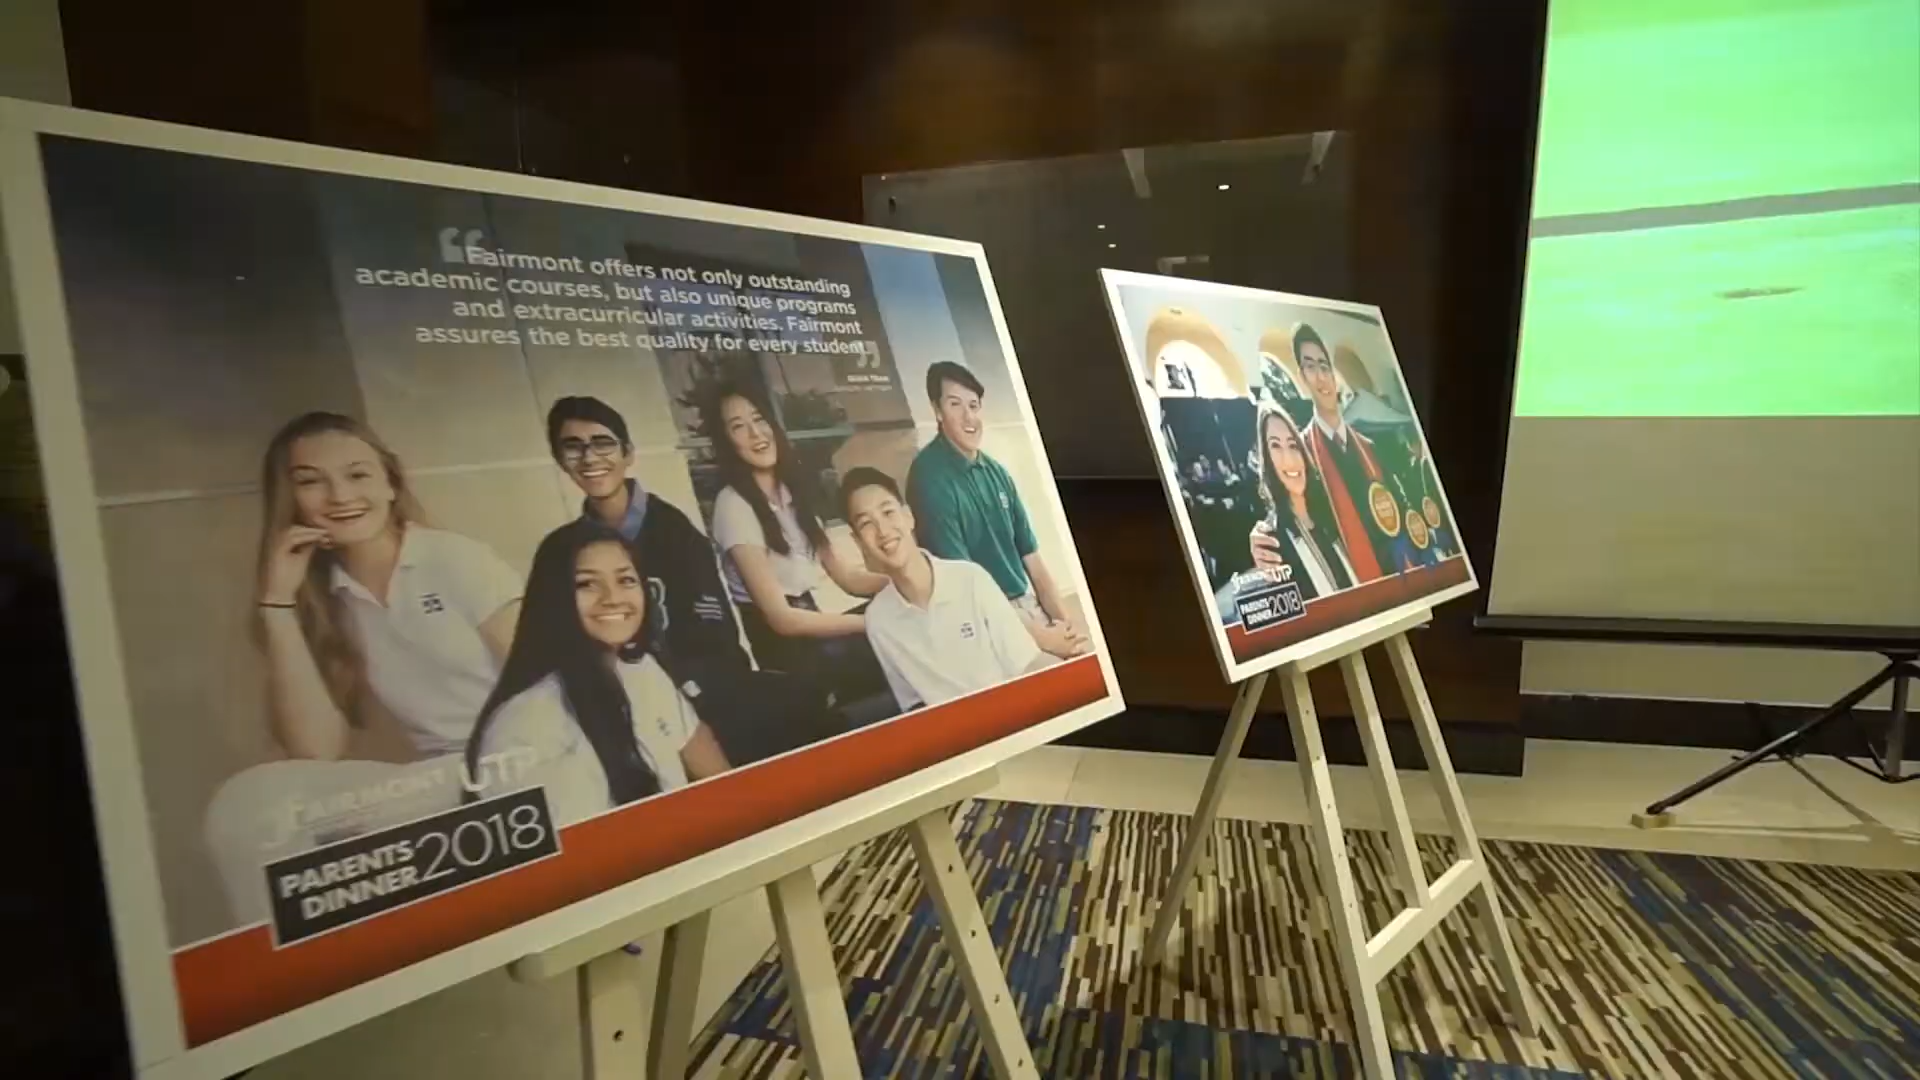 “Fairmont offers not only outstanding
academic courses, but also unique programs
and extracurricular activities. Fairmont
assures the best quality for every student”
FAIRMONT UTP
PARENTS
DINNER 2018
FAIRMONT UTP
PARENTS
DINNER 2018